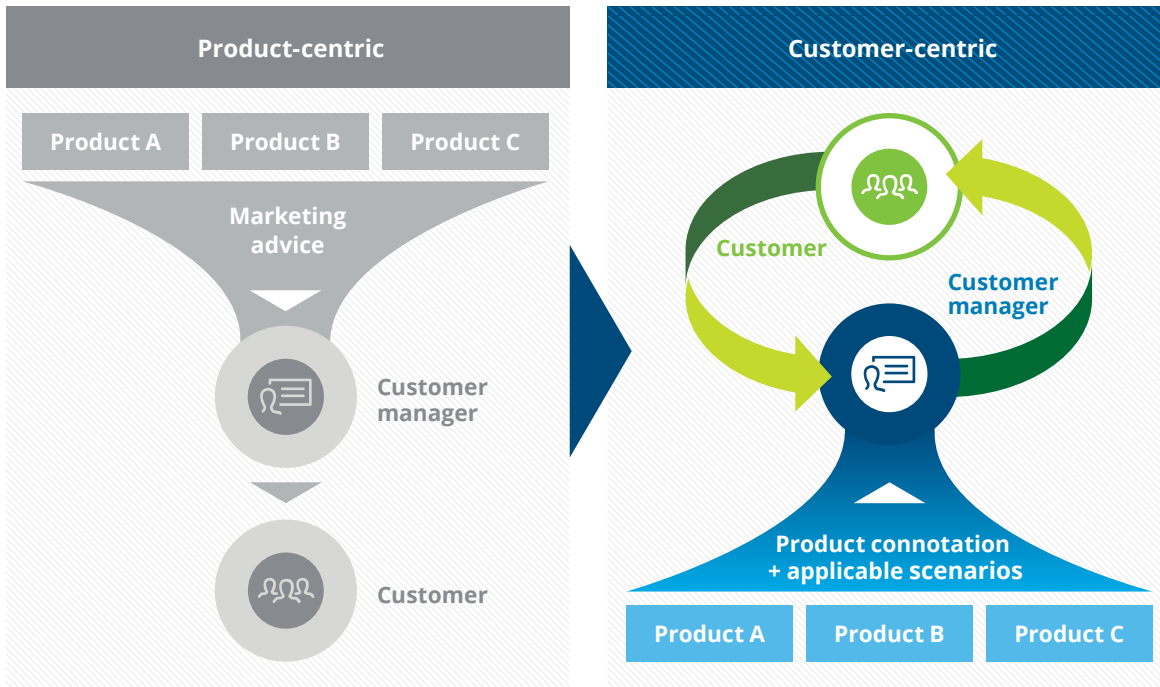 Product-centric
Product A
Product B
Product C
Marketing
advice
Customer
manager
Customer
Customer-centric
Customer
Customer
manager
Product connotation
+ applicable scenarios
Product A
Product B
Product C